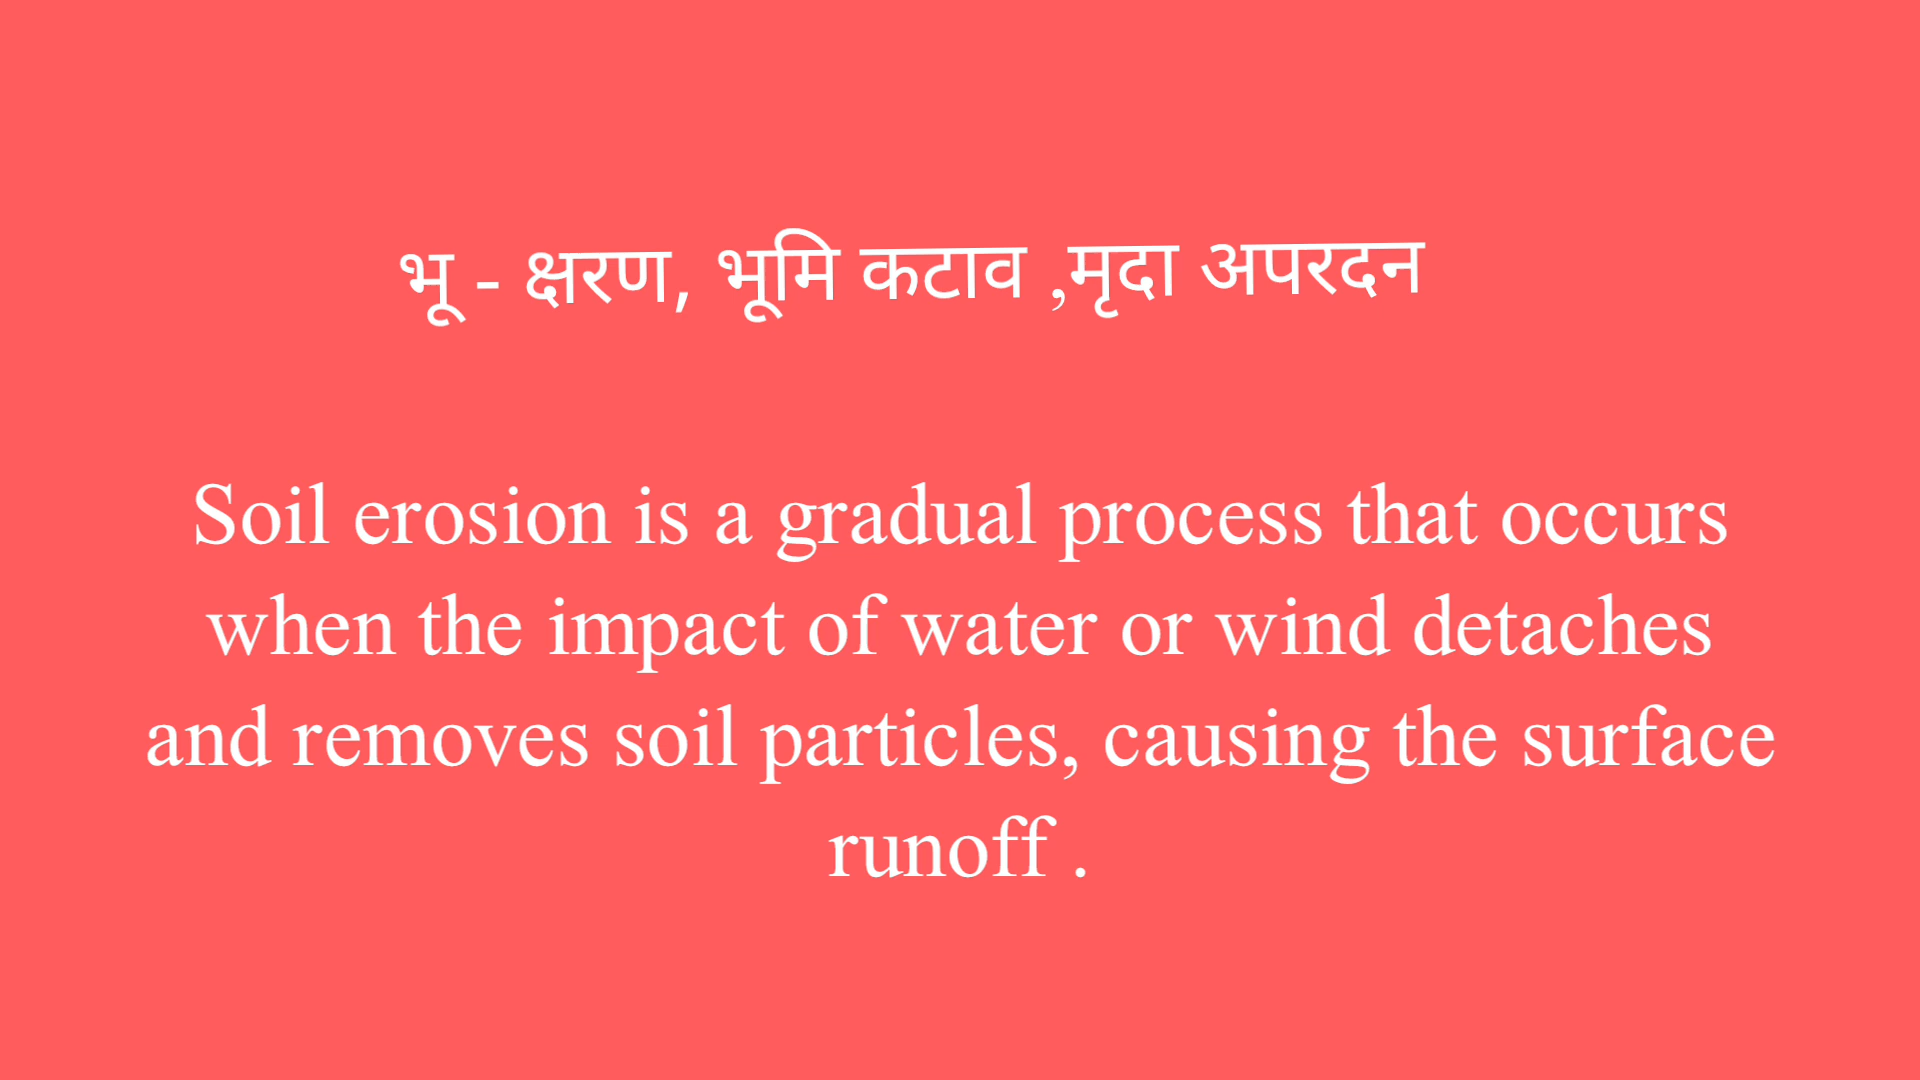 भू - क्षरण, भूमि कटाव ,मृदा अपरदन
Soil erosion is a gradual process that occurs
when the impact of water or wind detaches
and removes soil particles, causing the surface
runoff .